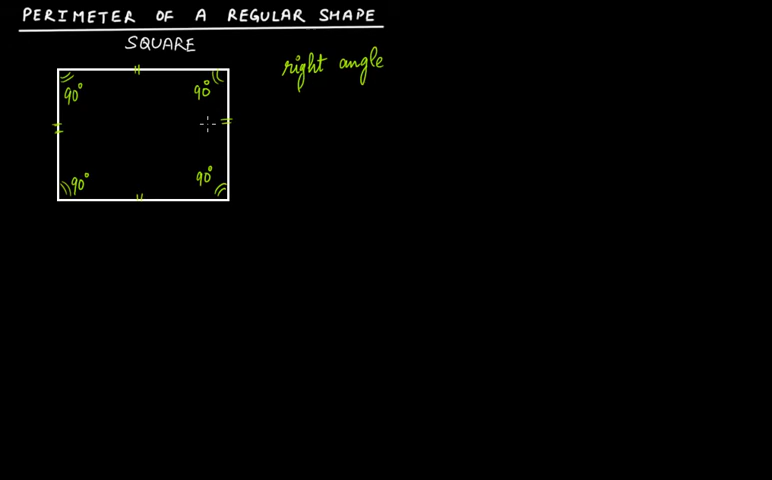 PERIMETER OF A REGULAR SHAPE
SQUARE
right angle
90° 90°
90° 90°